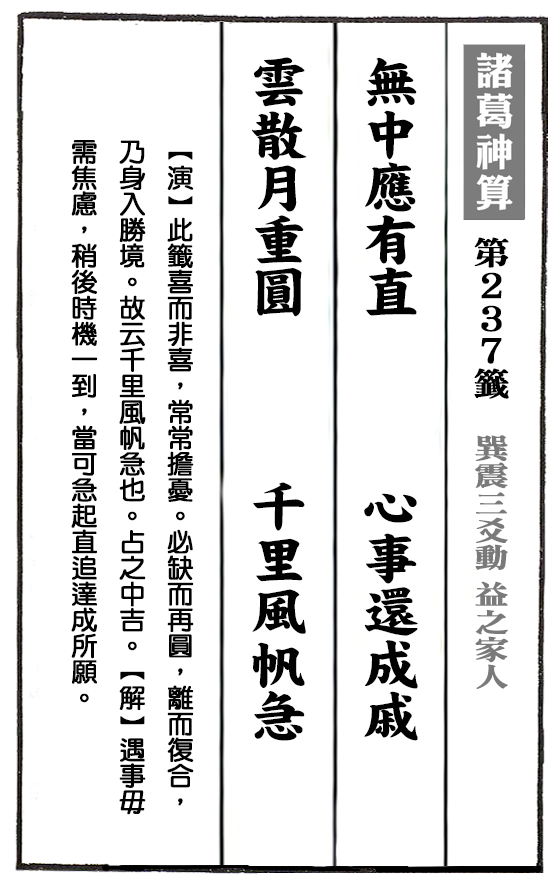 諸葛神算 第237籤 巽震三爻動 益之家人
無中應有直 心事還成戚
雲散月重圓 千里風帆急
【演】此籤喜而非喜，常常擔憂。必缺而再圓，離而復合，
乃身入勝境。故云千里風帆急也。占之中吉。【解】遇事毋
需焦慮，稍後時機一到，當可急起直追達成所願。